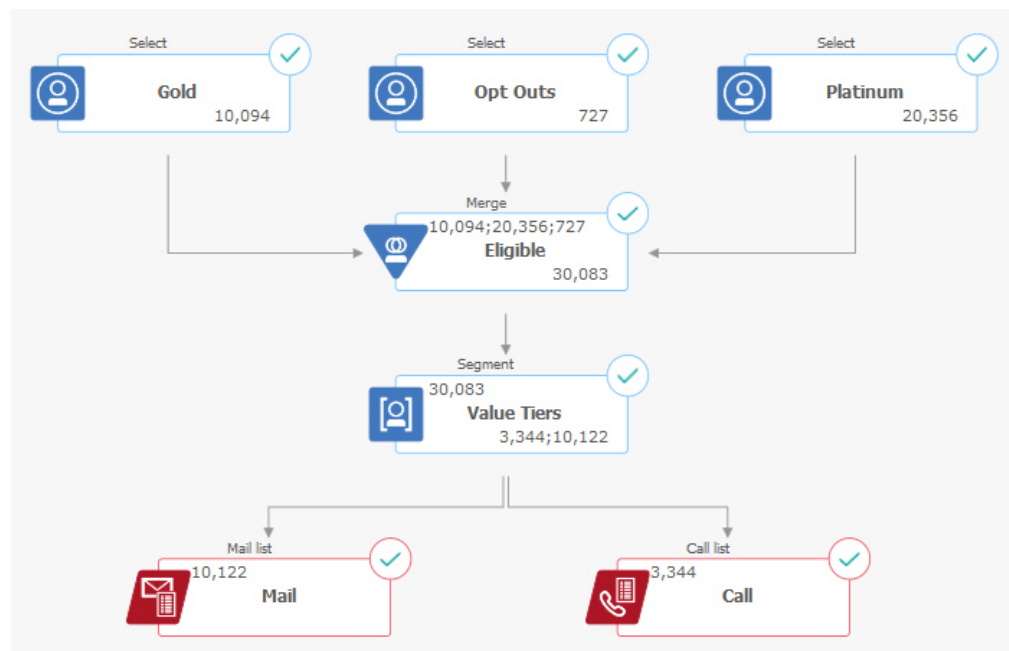 Select
Gold
10,094
Select
Opt Outs
727
Select
Platinum
20,356
Merge
10,094;20,356;727
Eligible
30,083
Segment
30,083
Value Tiers
3,344;10,122
Mail list
10,122
Mail
Call list
3,344
Call